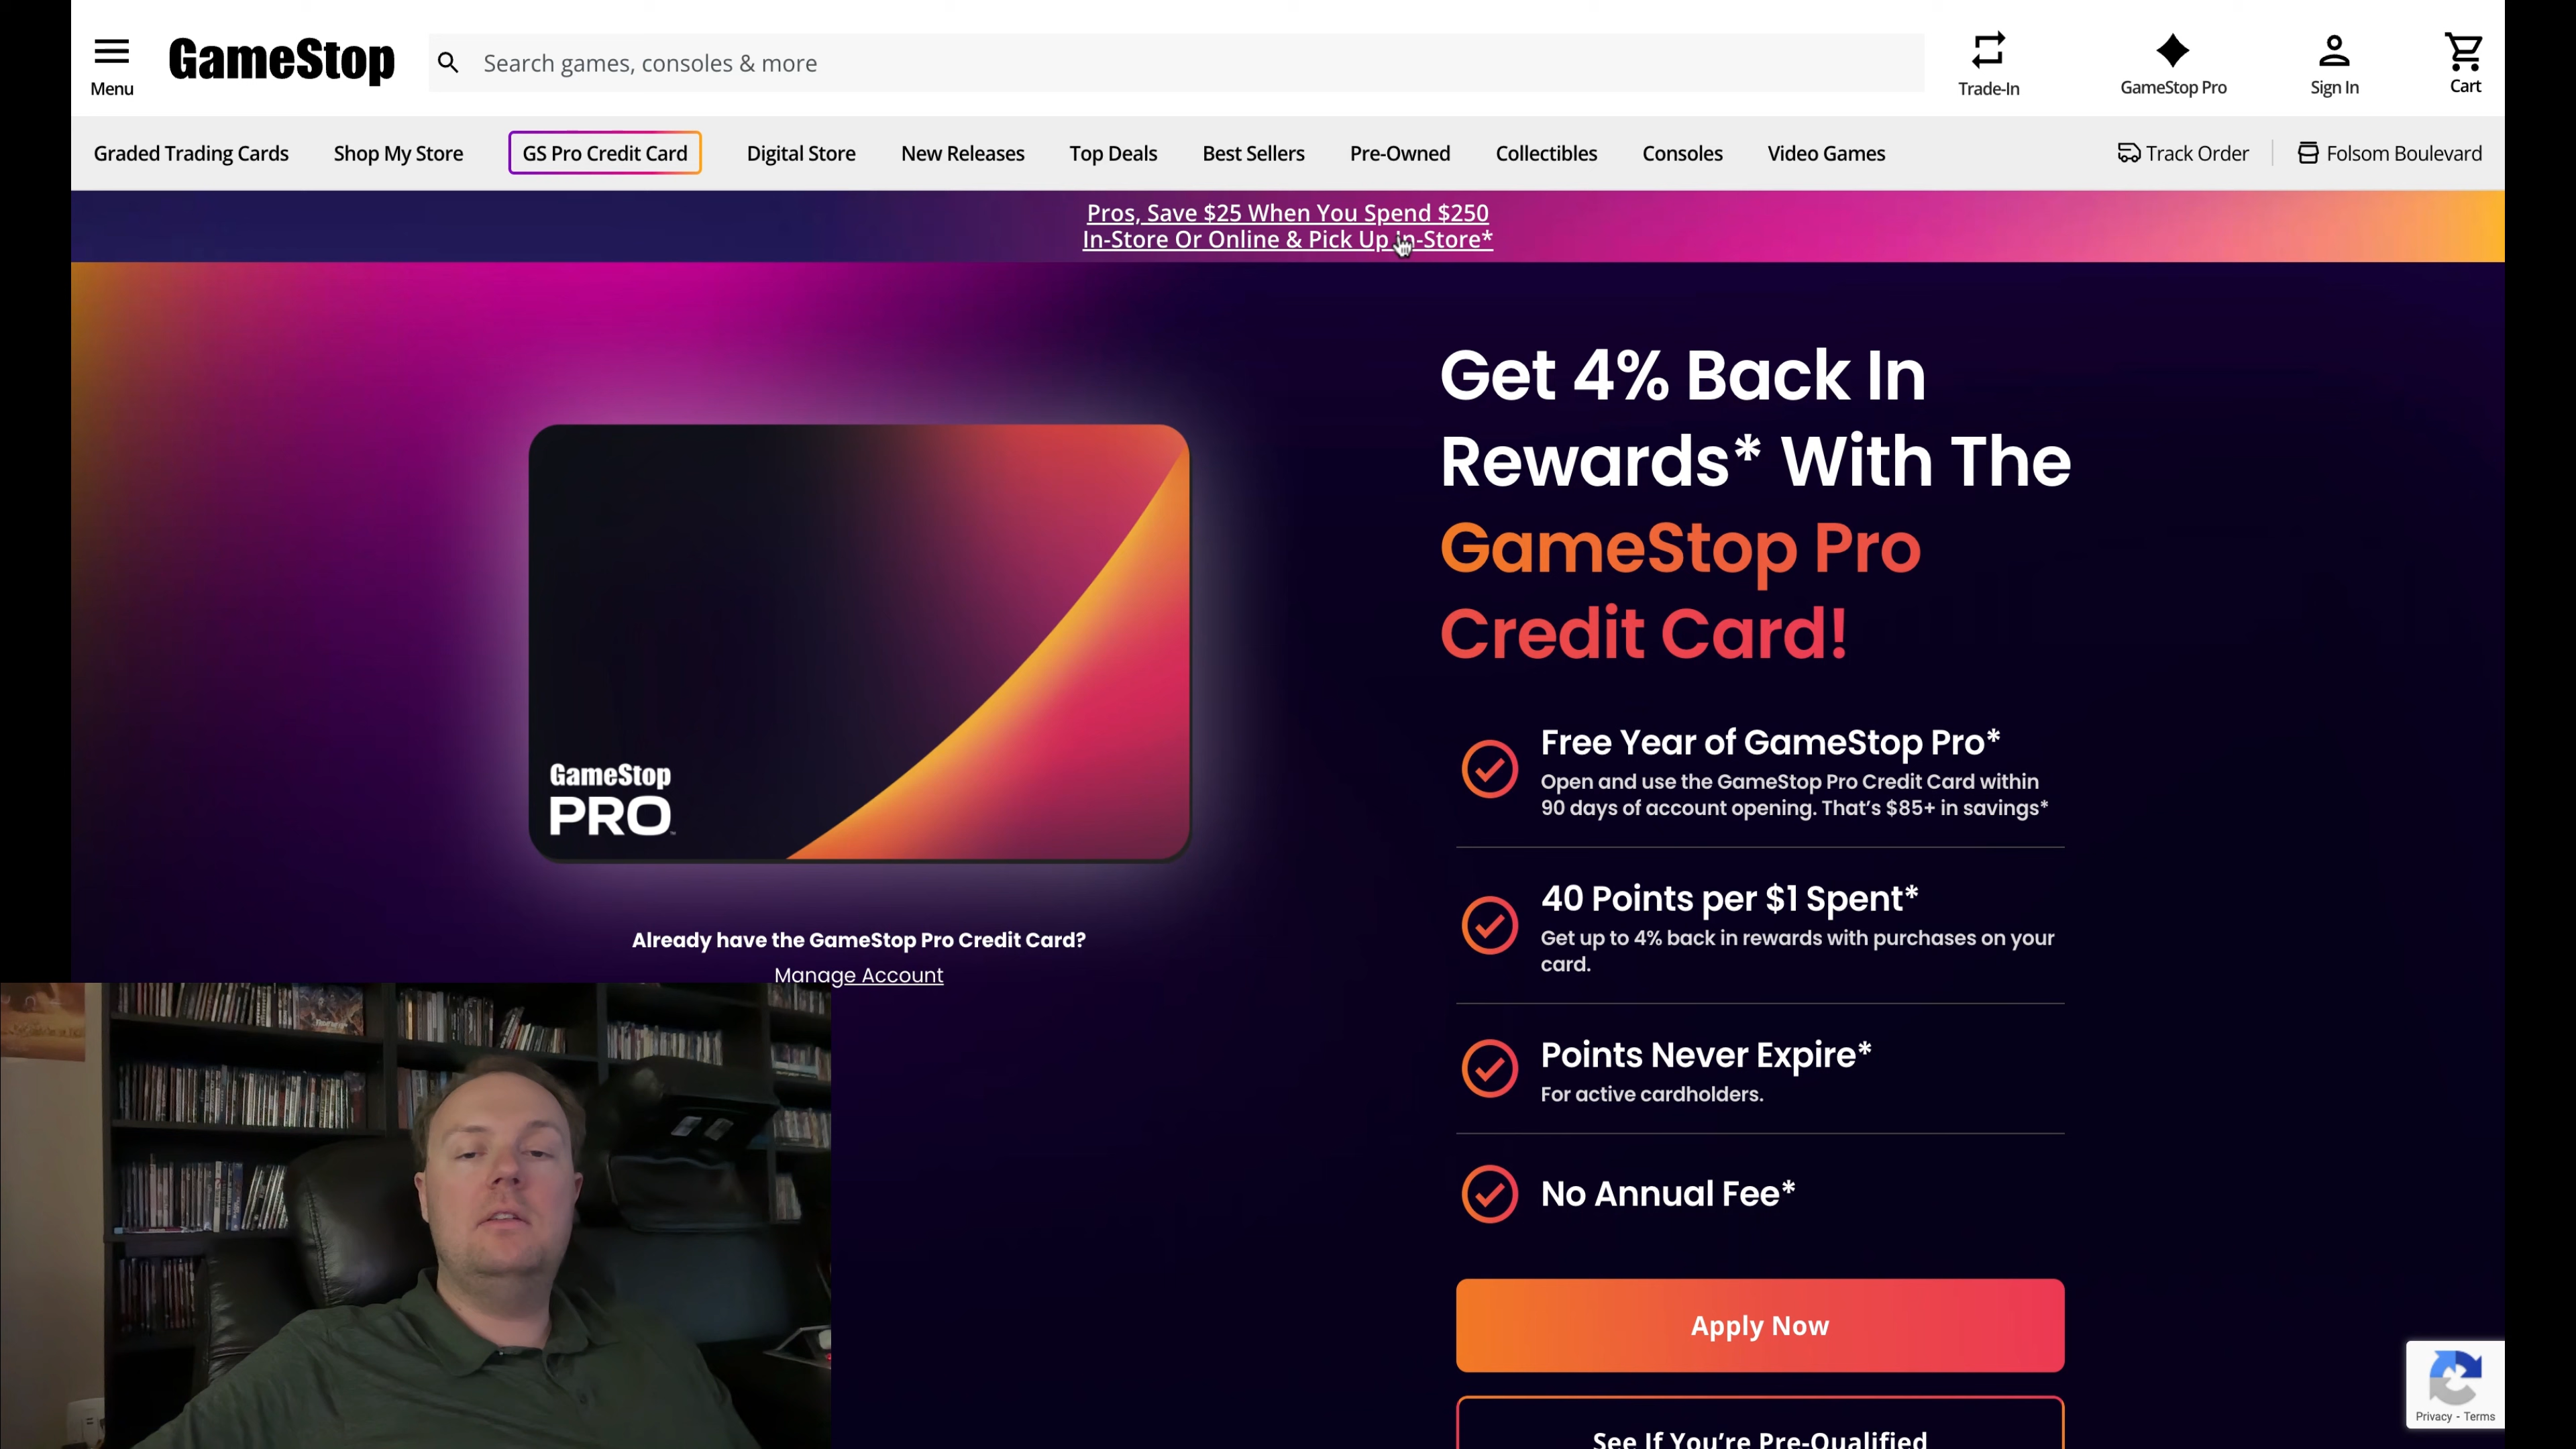 Menu
GameStop
Search games, consoles & more
Trade-In
GameStop Pro
Sign In
Cart
Graded Trading Cards
Shop My Store
GS Pro Credit Card
Digital Store
New Releases
Top Deals
Best Sellers
Pre-Owned
Collectibles
Consoles
Video Games
Track Order
Folsom Boulevard
Pros, Save $25 When You Spend $250
In-Store Or Online & Pick Up In-Store*
GameStop
PRO
Already have the GameStop Pro Credit Card?
Manage Account
Get 4% Back In
Rewards* With The
GameStop Pro
Credit Card!
Free Year of GameStop Pro*
Open and use the GameStop Pro Credit Card within
90 days of account opening. That's $85+ in savings*
40 Points per $1 Spent*
Get up to 4% back in rewards with purchases on your
card.
Points Never Expire*
For active cardholders.
No Annual Fee*
Apply Now
See If You're Pre-Qualified
Privacy - Terms